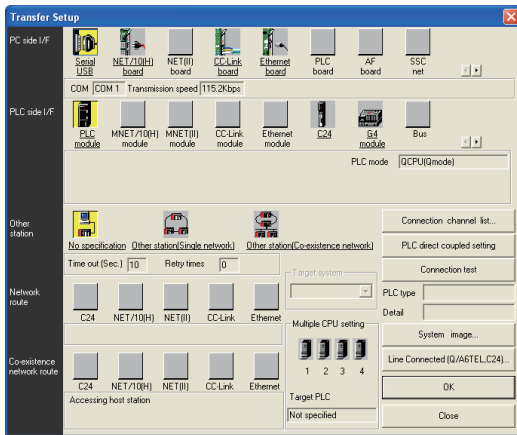 Transfer Setup
PC side I/F
Serial USB
NET/10(H) board
NET(II) board
CC-Link board
Ethernet board
PLC board
AF board
SSC net
COM COM 1 Transmission speed 115.2Kbps
PLC side I/F
PLC module
MNET/10(H) module
MNET(II) module
CC-Link module
Ethernet module
C24
G4 module
Bus
PLC mode QCPU(Qmode)
Other station
No specification
Other station(Single network)
Other station(Co-existence network)
Time out (Sec.) 10 Retry times 0
Target system
Connection channel list...
PLC direct coupled setting
Connection test
PLC type
Detail
System image...
Line Connected (Q/A6TEL,C24)...
OK
Close
Network route
C24 NET/10(H) NET(II) CC-Link Ethernet
Multiple CPU setting
1 2 3 4
Target PLC
Not specified
Co-existence network route
C24 NET/10(H) NET(II) CC-Link Ethernet
Accessing host station